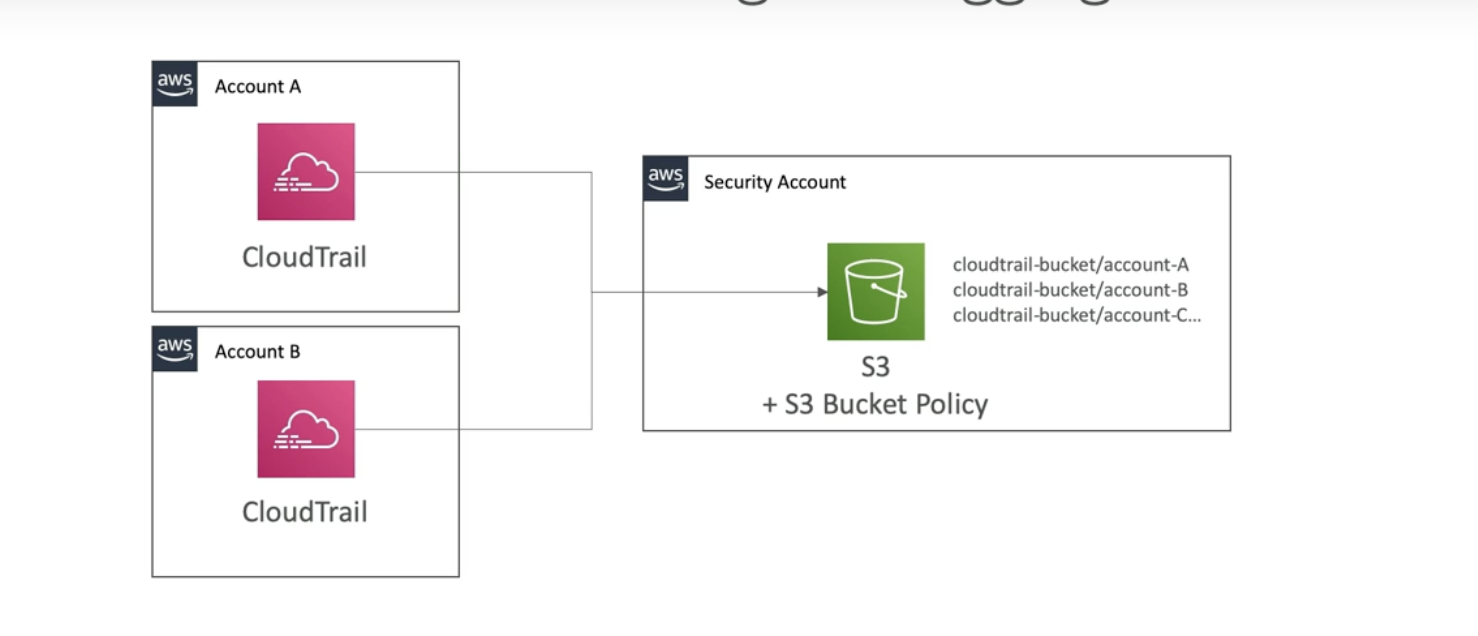 aws
Account A
CloudTrail
aws
Account B
CloudTrail
aws
Security Account
cloudtrail-bucket/account-A
cloudtrail-bucket/account-B
cloudtrail-bucket/account-C...
S3
+ S3 Bucket Policy